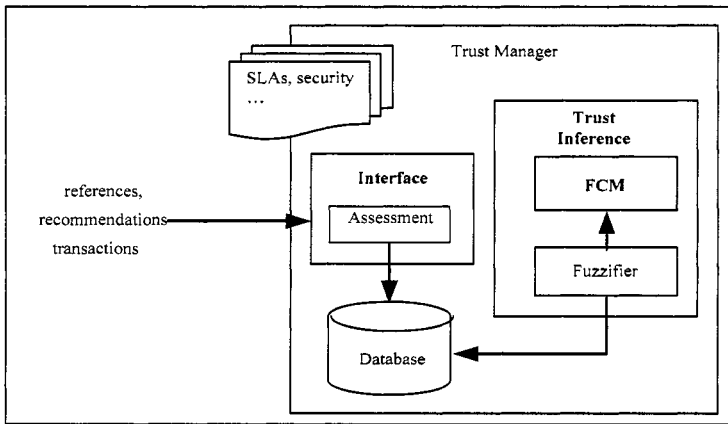 Trust Manager
SLAs, security
...
Trust
Inference
FCM
Fuzzifier
Interface
Assessment
references,
recommendations
transactions
Database